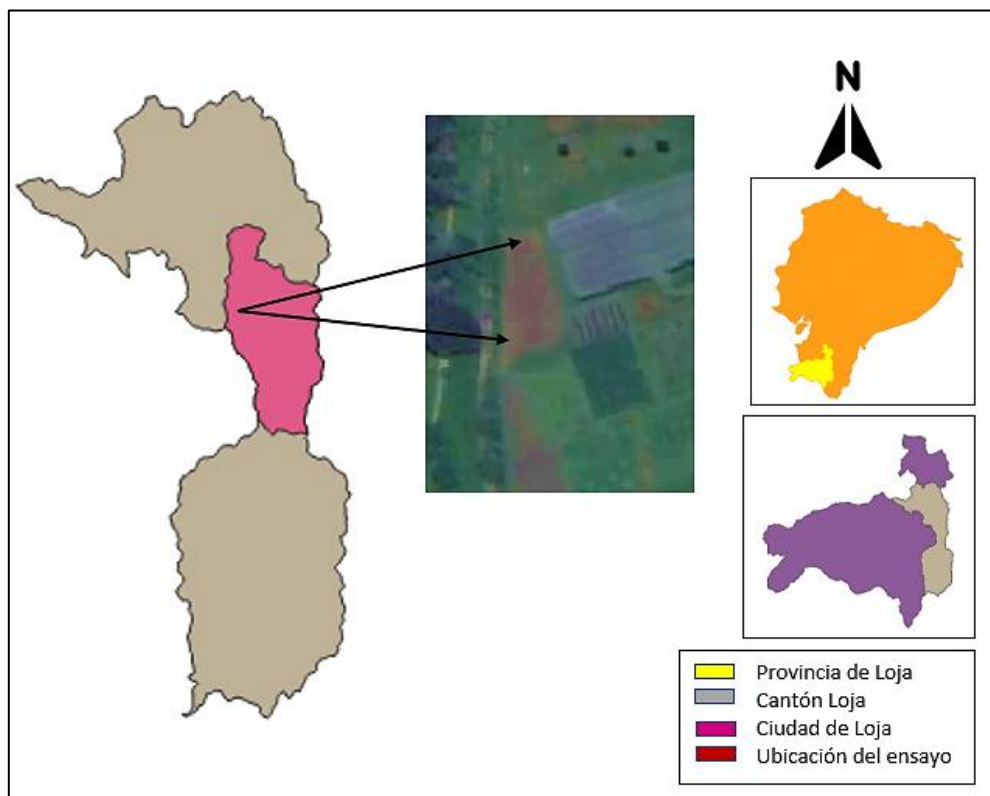 N
Provincia de Loja
Cantón Loja
Ciudad de Loja
Ubicación del ensayo